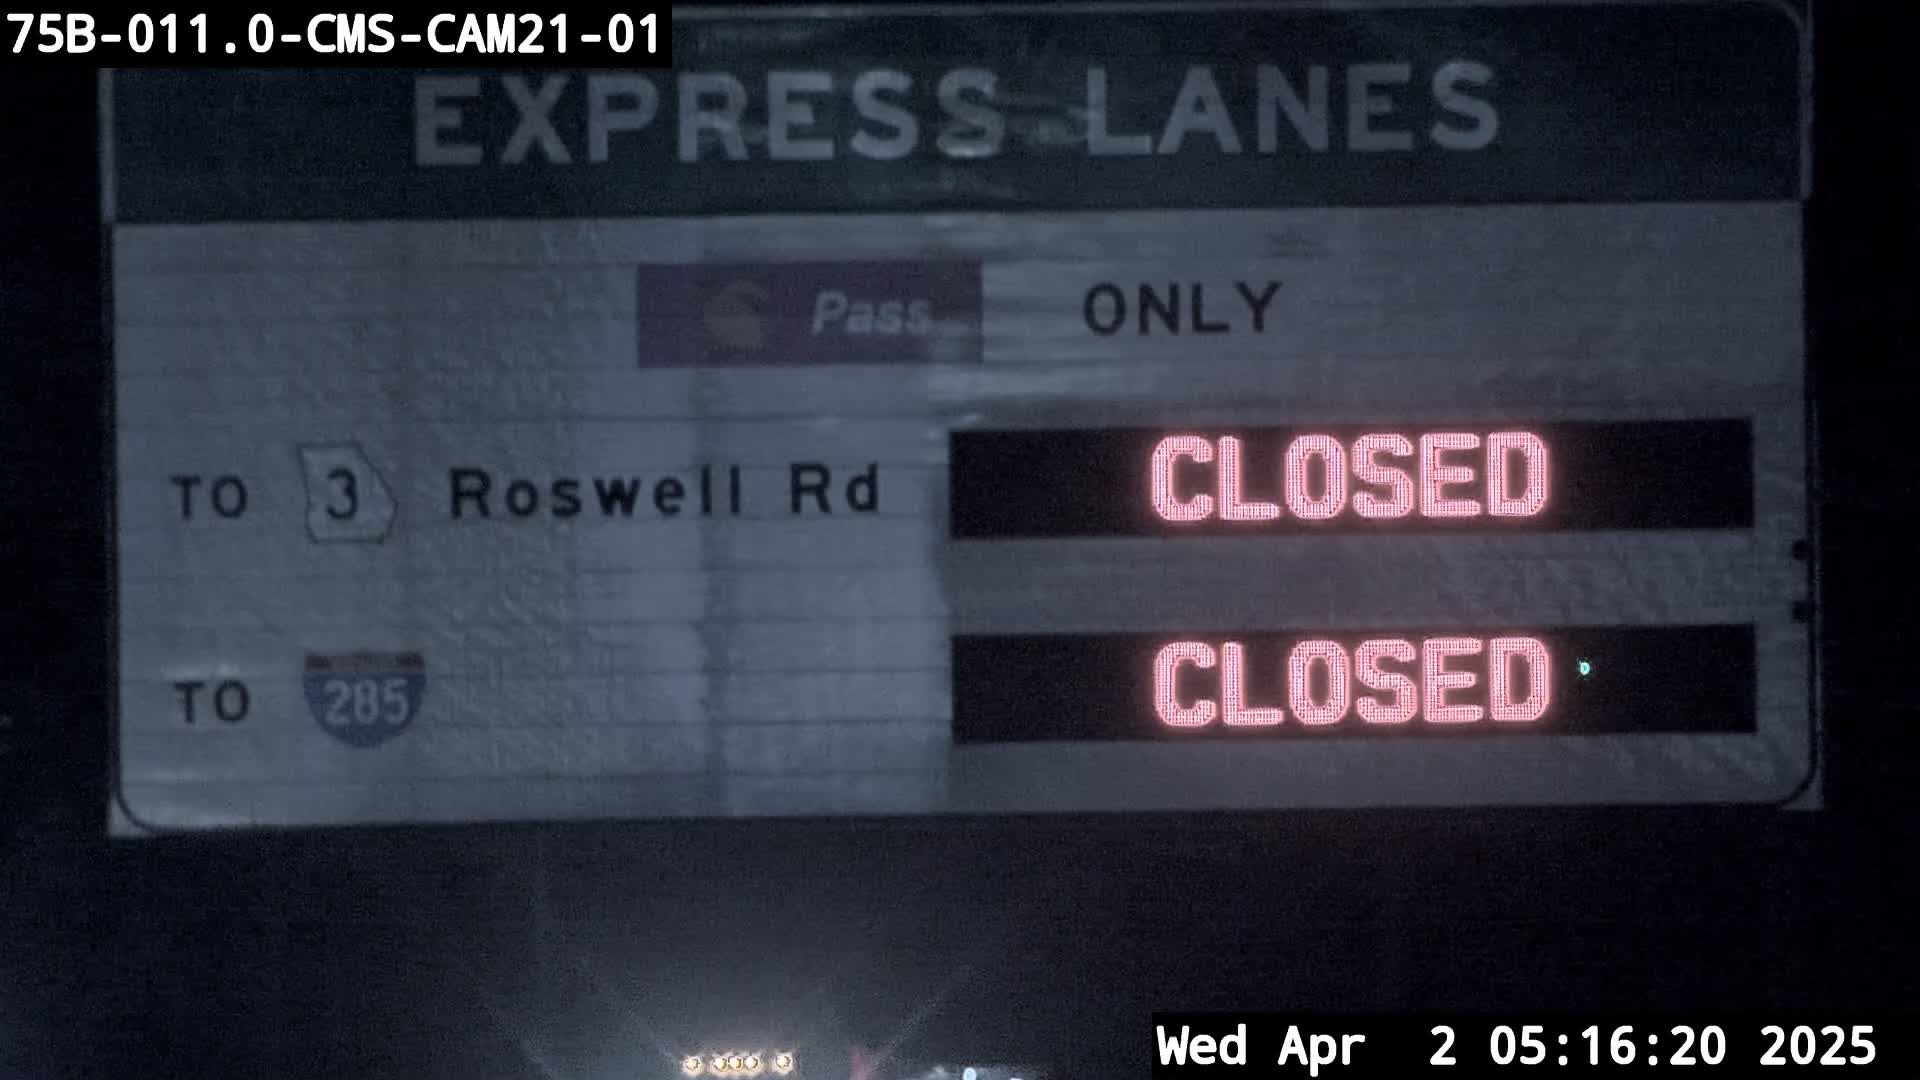 75B-011.0-CMS-CAM21-01
EXPRESS LANES
Pass ONLY
TO 3 Roswell Rd CLOSED
TO 285 CLOSED
Wed Apr 2 05:16:20 2025